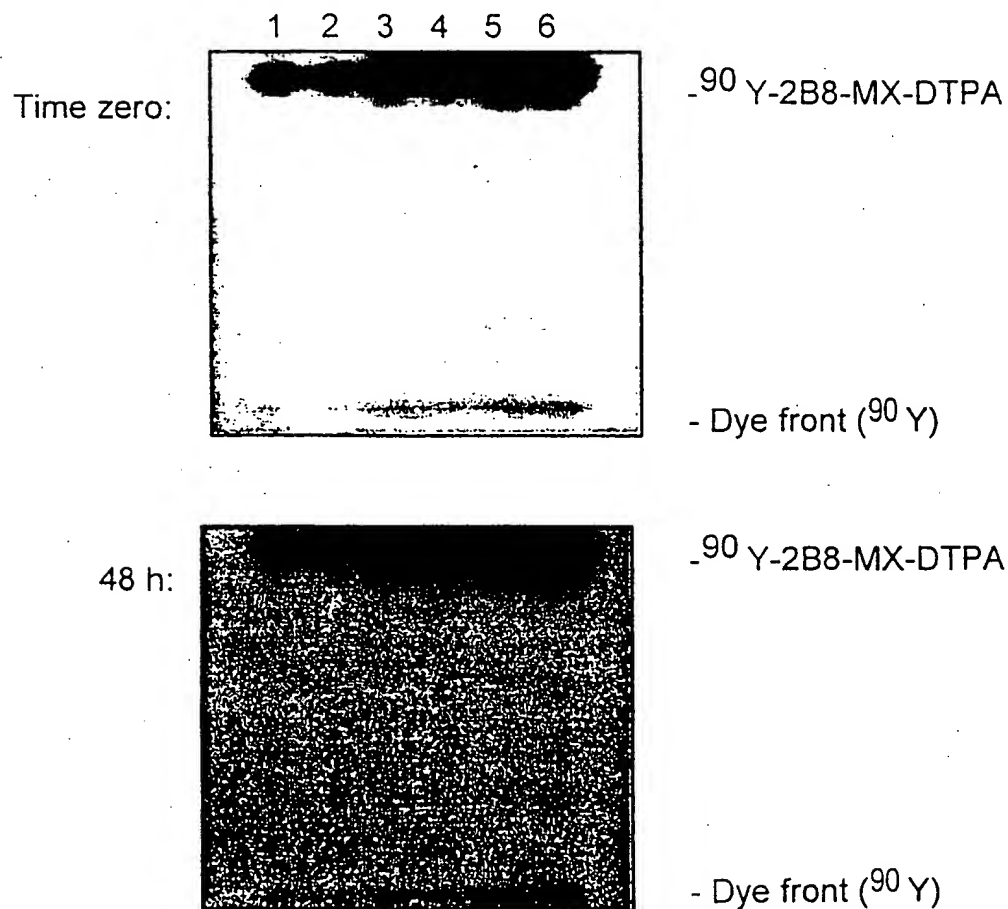 1 2 3 4 5 6
Time zero:
-90 Y-2B8-MX-DTPA
- Dye front (90 Y)
48 h:
-90 Y-2B8-MX-DTPA
- Dye front (90 Y)